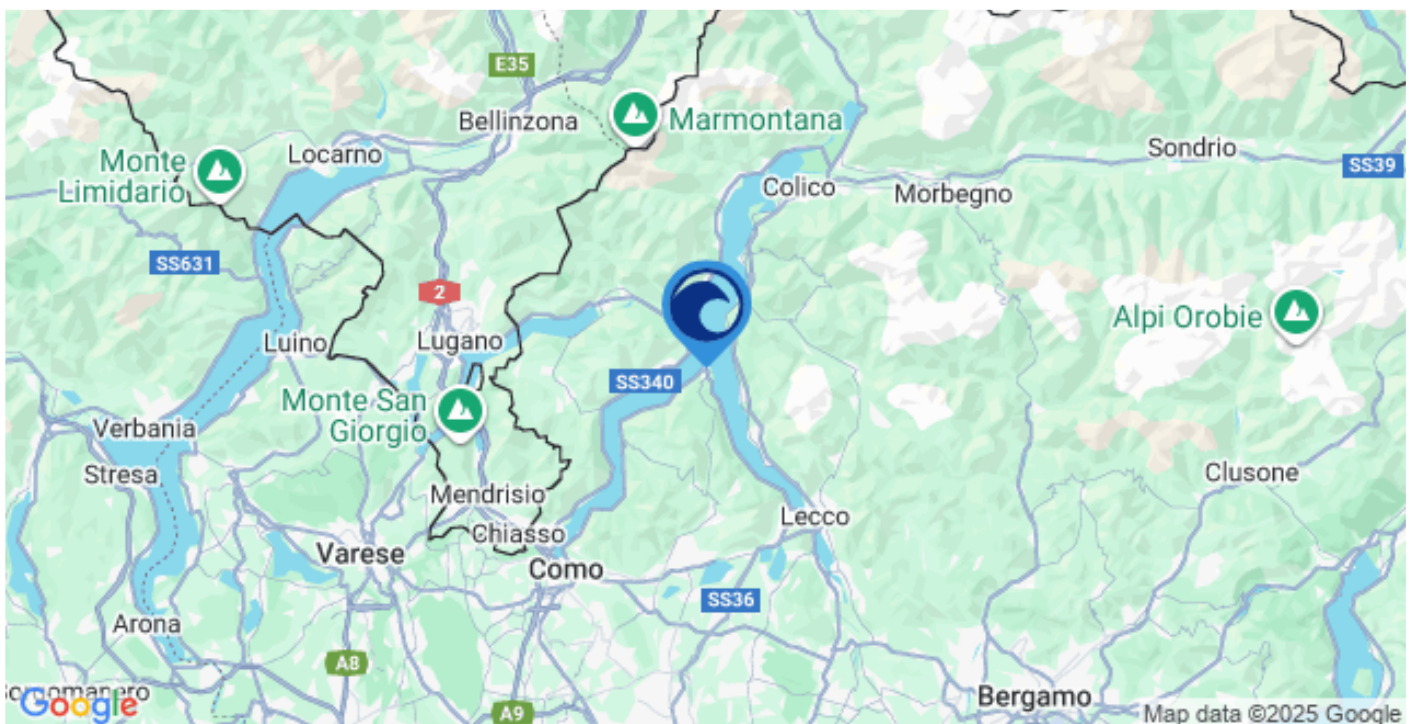 E35
Bellinzona
Marmontana
Locarno
Sondrio
Monte
Limidario
SS39
Colico
Morbegno
SS631
2
Luino
Lugano
Alpi Orobie
SS340
Monte San
Giorgio
Verbania
Stresa
Clusone
Mendrisio
Lecco
Chiasso
Varese
Como
SS36
Arona
A8
Borgomanero
Google
A9
Bergamo
Map data ©2025 Google